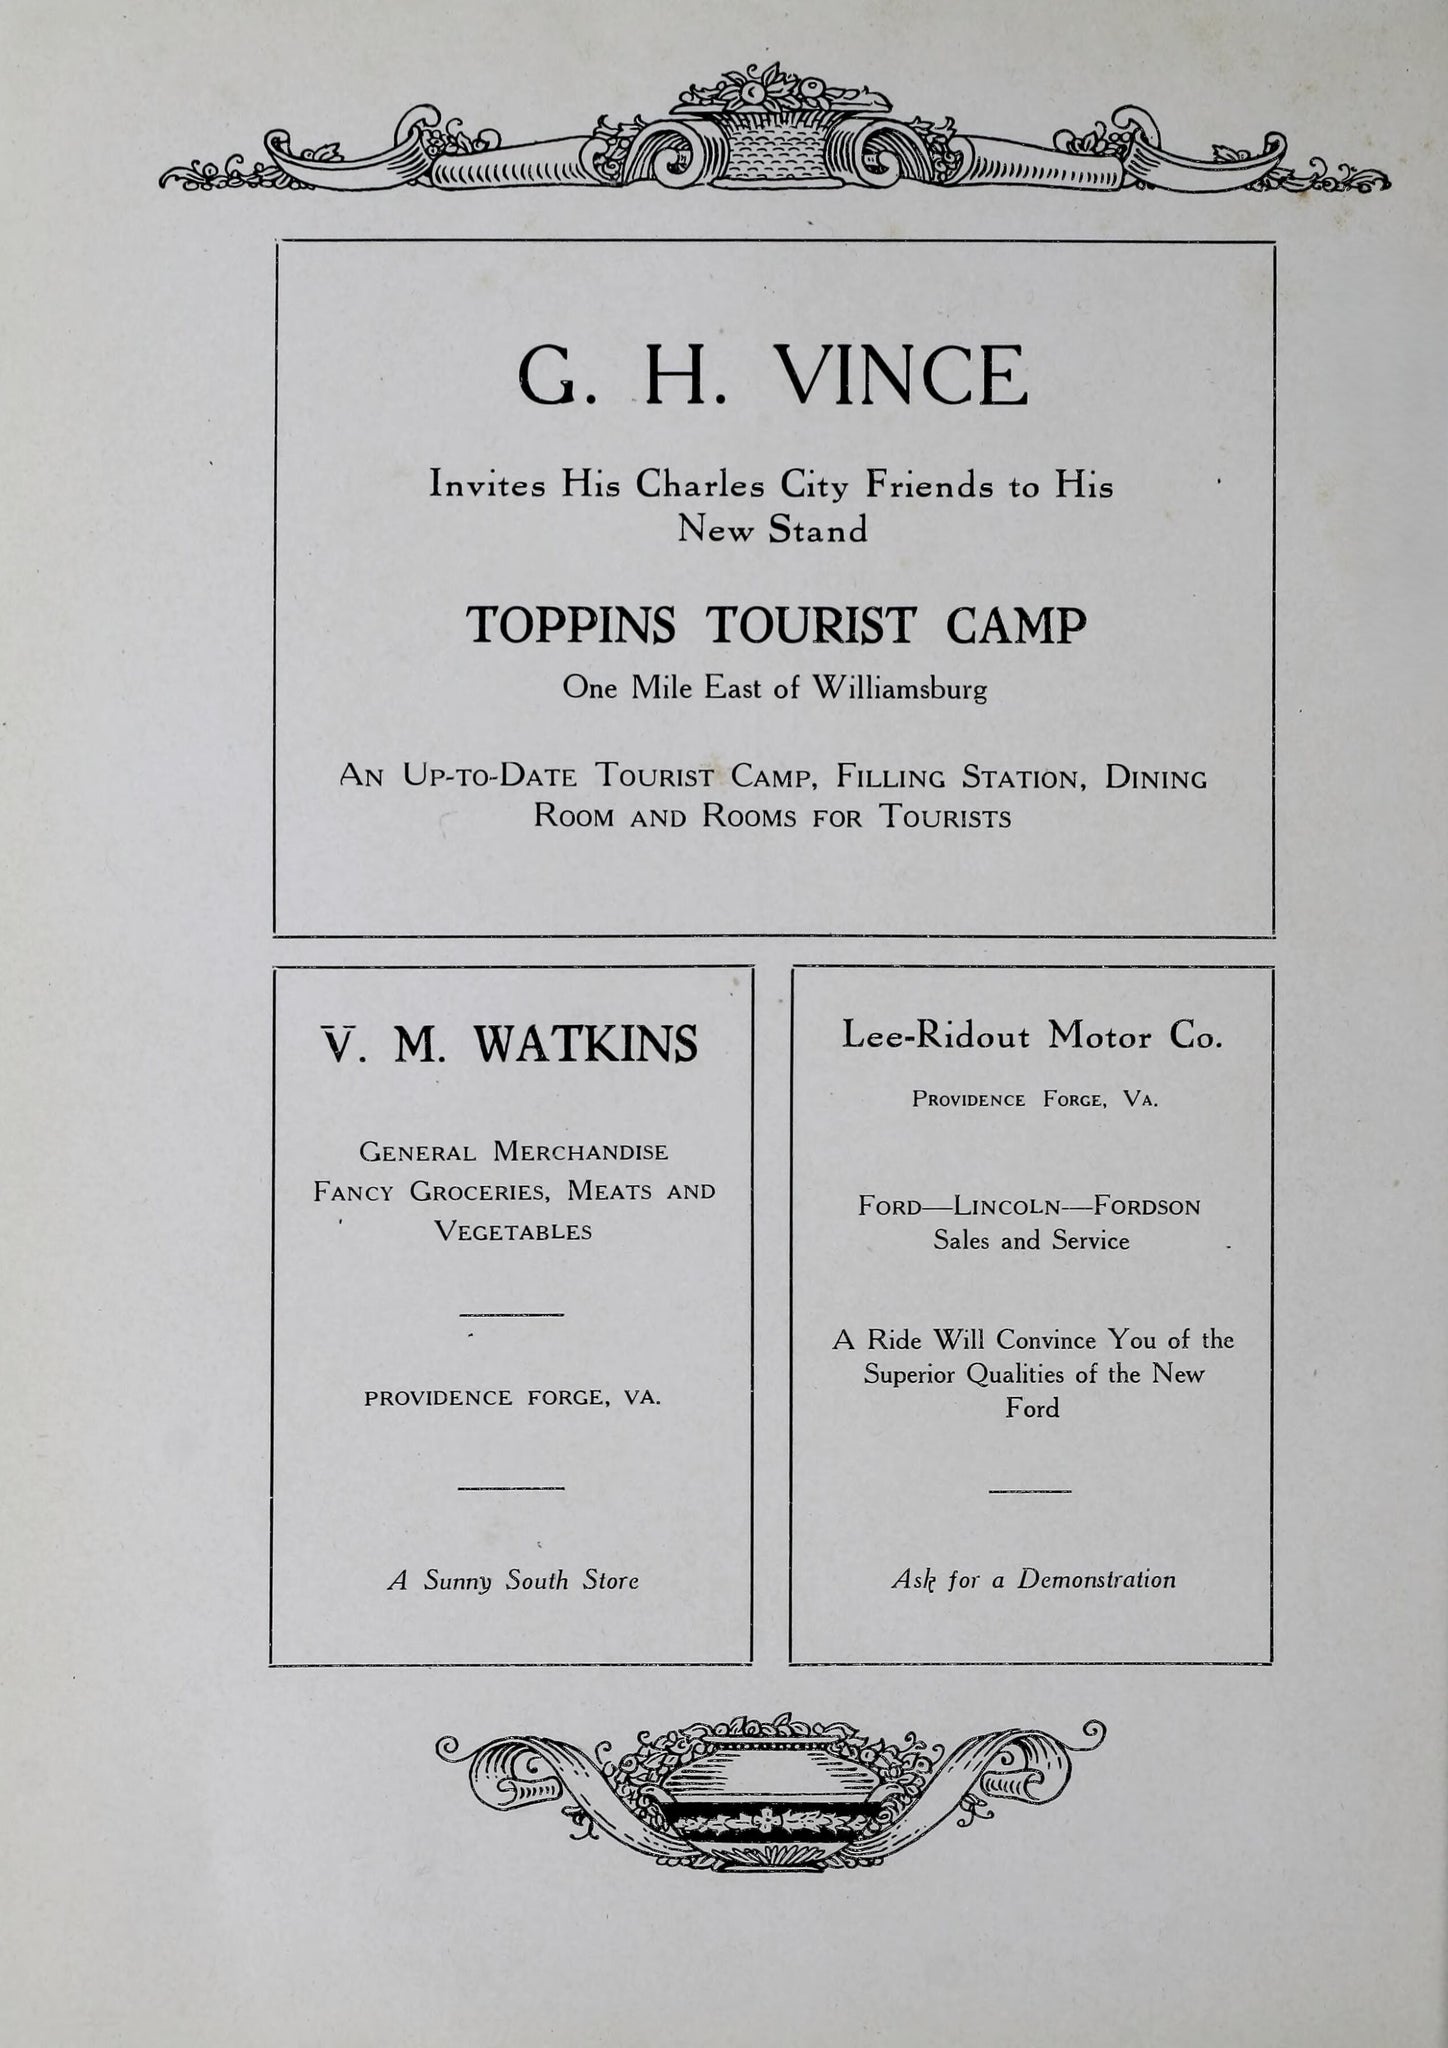 G. H. VINCE
Invites His Charles City Friends to His
New Stand
TOPPINS TOURIST CAMP
One Mile East of Williamsburg
AN UP-TO-DATE TOURIST CAMP, FILLING STATION, DINING
ROOM AND ROOMS FOR TOURISTS
V. M. WATKINS
GENERAL MERCHANDISE
FANCY GROCERIES, MEATS AND
VEGETABLES
PROVIDENCE FORGE, VA.
A Sunny South Store
Lee-Ridout Motor Co.
PROVIDENCE FORGE, VA.
FORD—LINCOLN—FORDSON
Sales and Service
A Ride Will Convince You of the
Superior Qualities of the New
Ford
Ask for a Demonstration